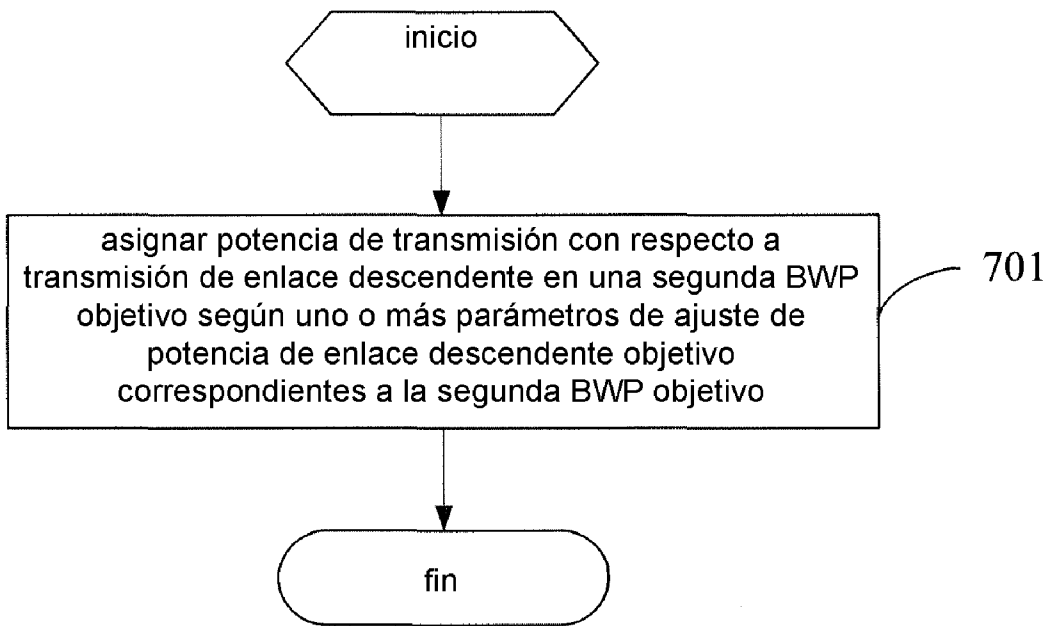 inicio
asignar potencia de transmisión con respecto a
transmisión de enlace descendente en una segunda BWP
objetivo según uno o más parámetros de ajuste de
potencia de enlace descendente objetivo
correspondientes a la segunda BWP objetivo
701
fin